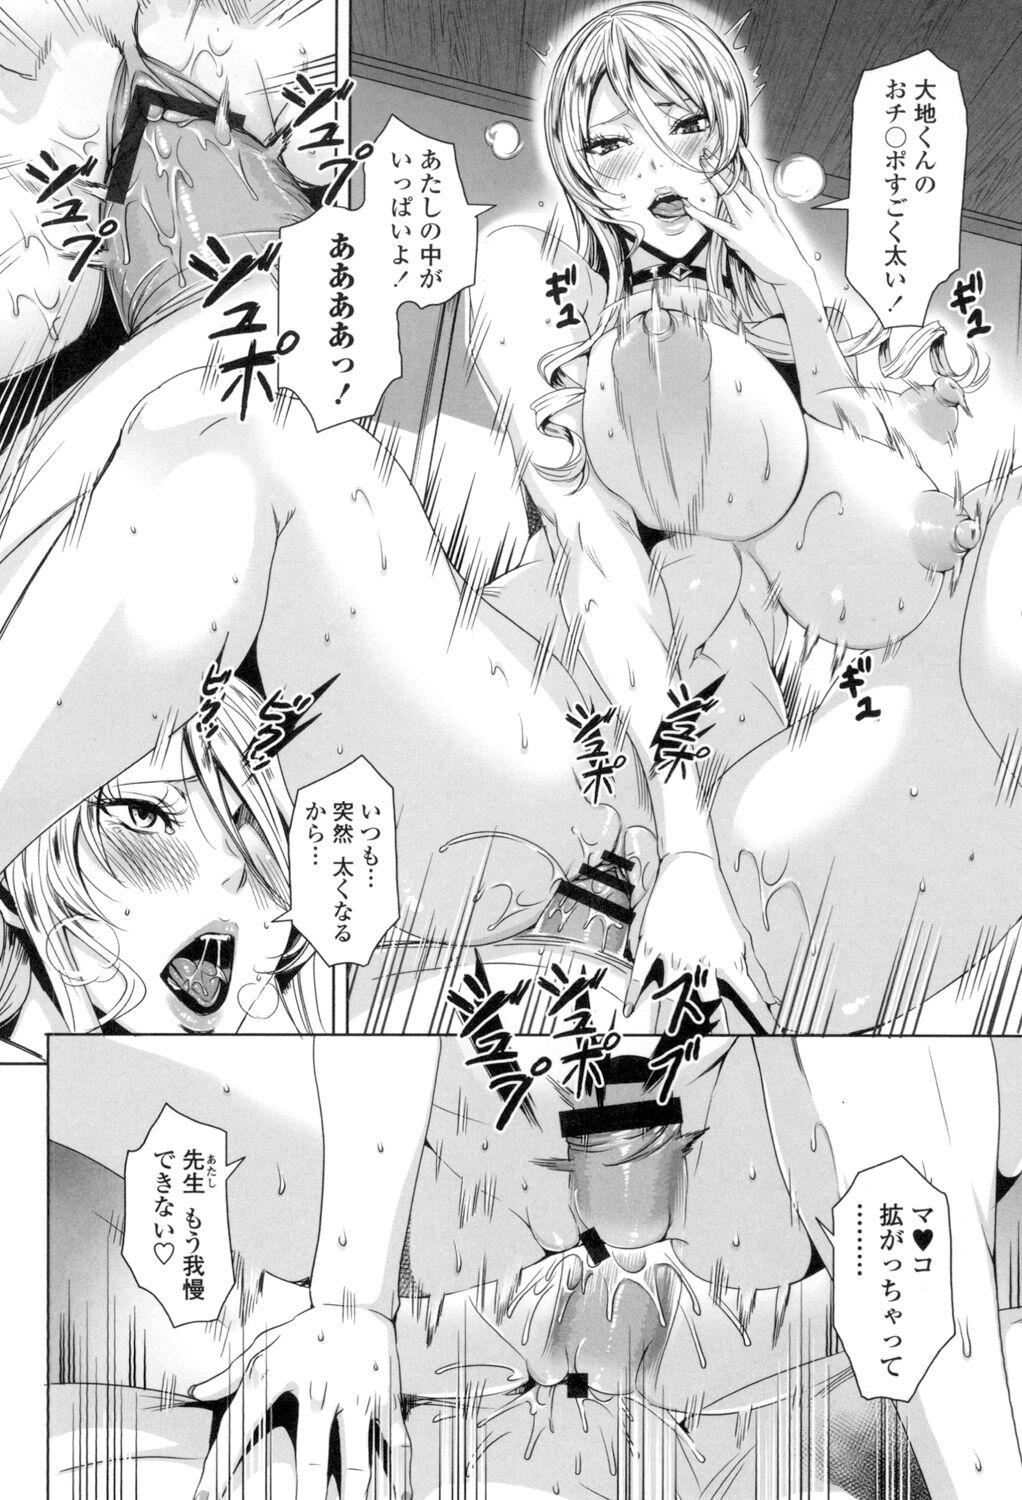 大地くんの
おチ○ポすごく太い！
あたしの中が
いっぱいよ！
ああああっ！
ジュプ
ジュプ
ジュポ
ギュ
ギュ
ギュ
ジュポ
ジュポ
いつも…
突然 太くなる
から…
ビクッ
ビクッ
マ♥コ
拡がっちゃって
………
ジュプ
ジュポ
ズブ
先生 もう我慢
あたし
できない♡